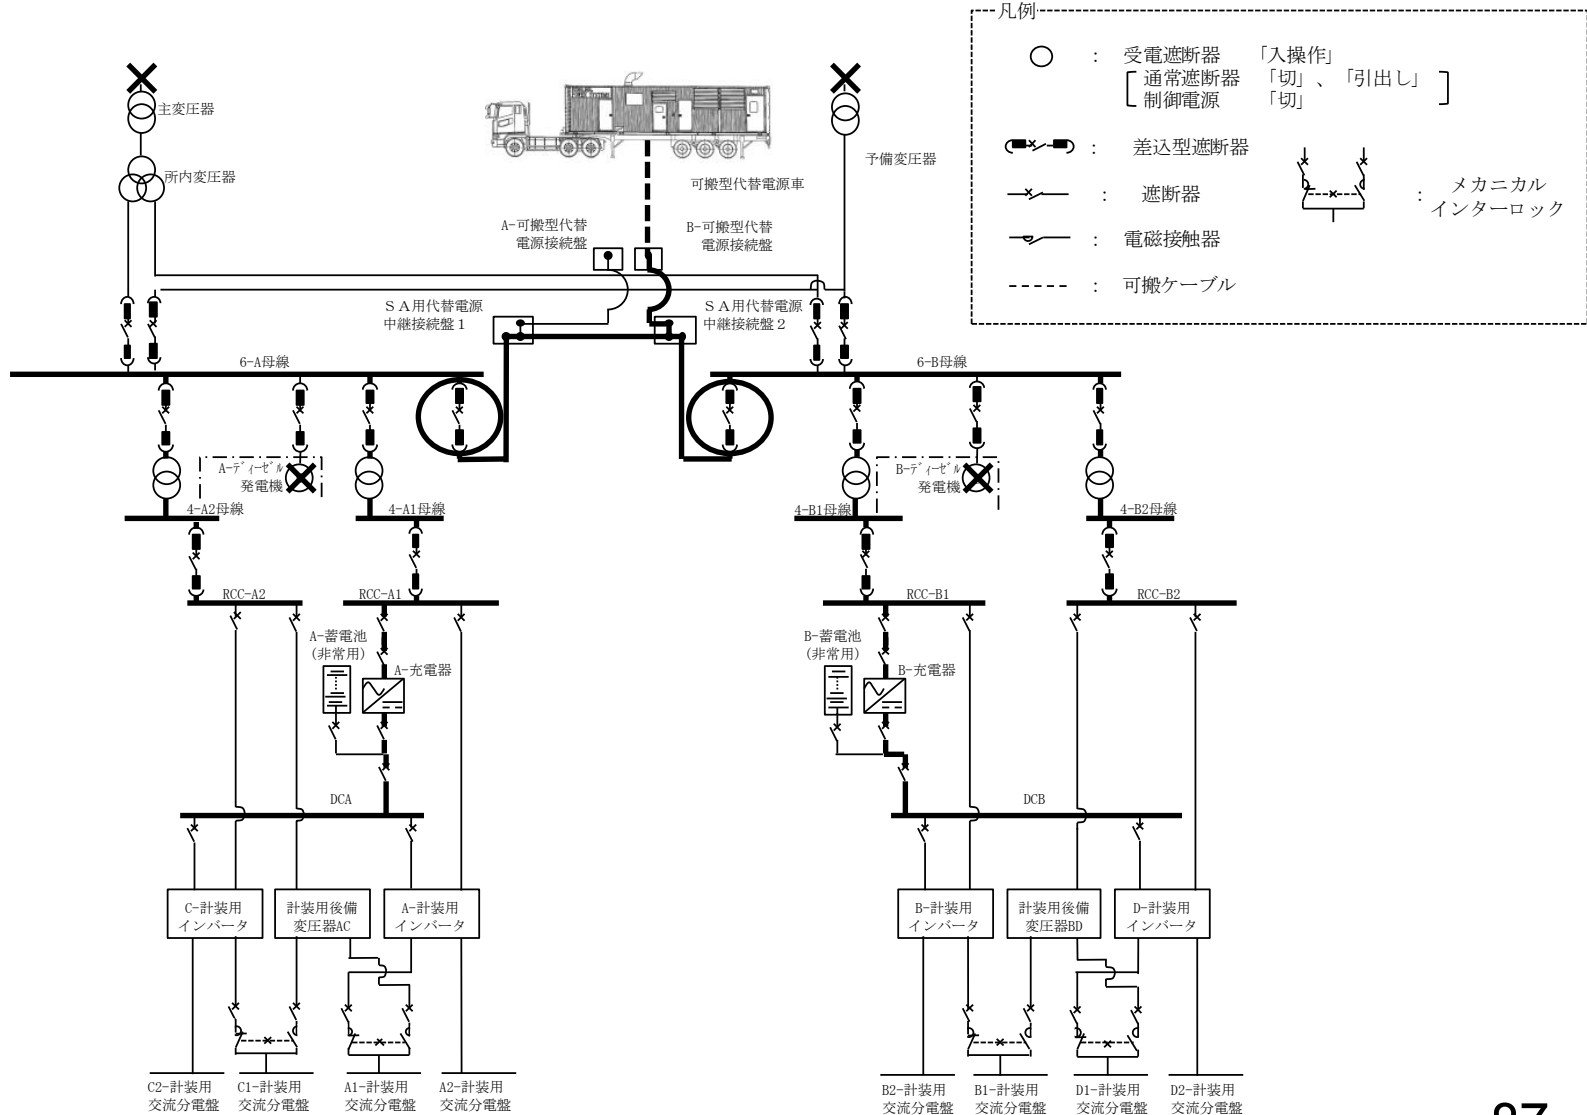 凡例
： 受電遮断器 「入操作」
通常遮断器 「切」、「引出し」
制御電源 「切」
： 差込型遮断器
： 遮断器
： 電磁接触器
： 可搬ケーブル
： メカニカル
インターロック
主変圧器
所内変圧器
予備変圧器
可搬型代替電源車
A-可搬型代替
電源接続盤
B-可搬型代替
電源接続盤
ＳＡ用代替電源
中継接続盤１
ＳＡ用代替電源
中継接続盤２
6-A母線
6-B母線
A-ディーゼル
発電機
B-ディーゼル
発電機
4-A2母線
4-A1母線
4-B1母線
4-B2母線
RCC-A2
RCC-A1
RCC-B1
RCC-B2
A-蓄電池
(非常用)
A-充電器
B-蓄電池
(非常用)
B-充電器
DCA
DCB
C-計装用
インバータ
計装用後備
変圧器AC
A-計装用
インバータ
B-計装用
インバータ
計装用後備
変圧器BD
D-計装用
インバータ
C2-計装用
交流分電盤
C1-計装用
交流分電盤
A1-計装用
交流分電盤
A2-計装用
交流分電盤
B2-計装用
交流分電盤
B1-計装用
交流分電盤
D1-計装用
交流分電盤
D2-計装用
交流分電盤